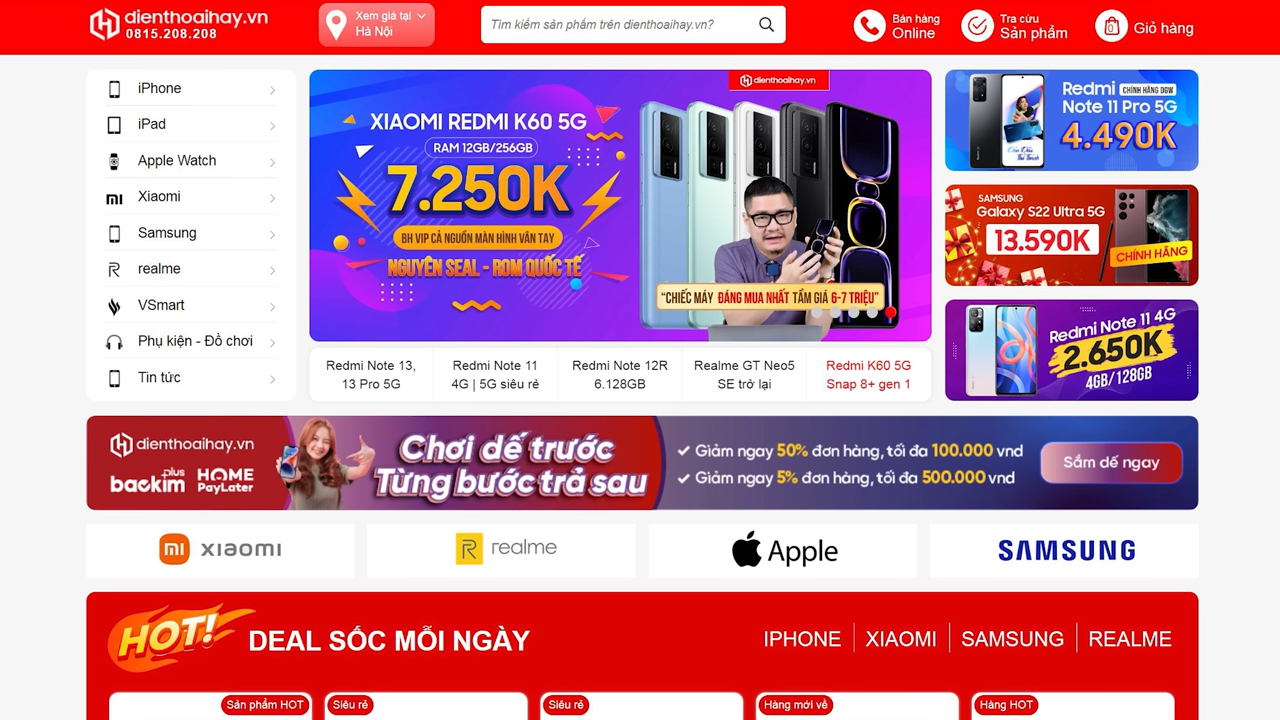 dienthoaihay.vn
0815.208.208
Xem giá tại
Hà Nội
Tìm kiếm sản phẩm trên dienthoaihay.vn?
Bán hàng
Online
Tra cứu
Sản phẩm
Giỏ hàng
iPhone
iPad
Apple Watch
Xiaomi
Samsung
realme
VSmart
Phụ kiện - Đồ chơi
Tin tức
dienthoaihay.vn
XIAOMI REDMI K60 5G
RAM 12GB/256GB
7.250K
BH VIP CẢ NGUỒN MÀN HÌNH VÂN TAY
NGUYÊN SEAL - ROM QUỐC TẾ
“CHIẾC MÁY ĐÁNG MUA NHẤT TẦM GIÁ 6-7 TRIỆU”
Redmi Note 13,
13 Pro 5G
Redmi Note 11
4G | 5G siêu rẻ
Redmi Note 12R
6.128GB
Realme GT Neo5
SE trở lại
Redmi K60 5G
Snap 8+ gen 1
Redmi CHÍNH HÃNG DGW
Note 11 Pro 5G
4.490K
SAMSUNG
Galaxy S22 Ultra 5G
13.590K
CHÍNH HÃNG
Redmi Note 11 4G
2.650K
4GB/128GB
dienthoaihay.vn
baokim plus
HOME PayLater
Chơi dế trước
Từng bước trả sau
Giảm ngay 50% đơn hàng, tối đa 100.000 vnd
Giảm ngay 5% đơn hàng, tối đa 500.000 vnd
Sắm dế ngay
mi xiaomi
R realme
Apple
SAMSUNG
HOT!
DEAL SỐC MỖI NGÀY
IPHONE
XIAOMI
SAMSUNG
REALME
Sản phẩm HOT
Siêu rẻ
Siêu rẻ
Hàng mới về
Hàng HOT